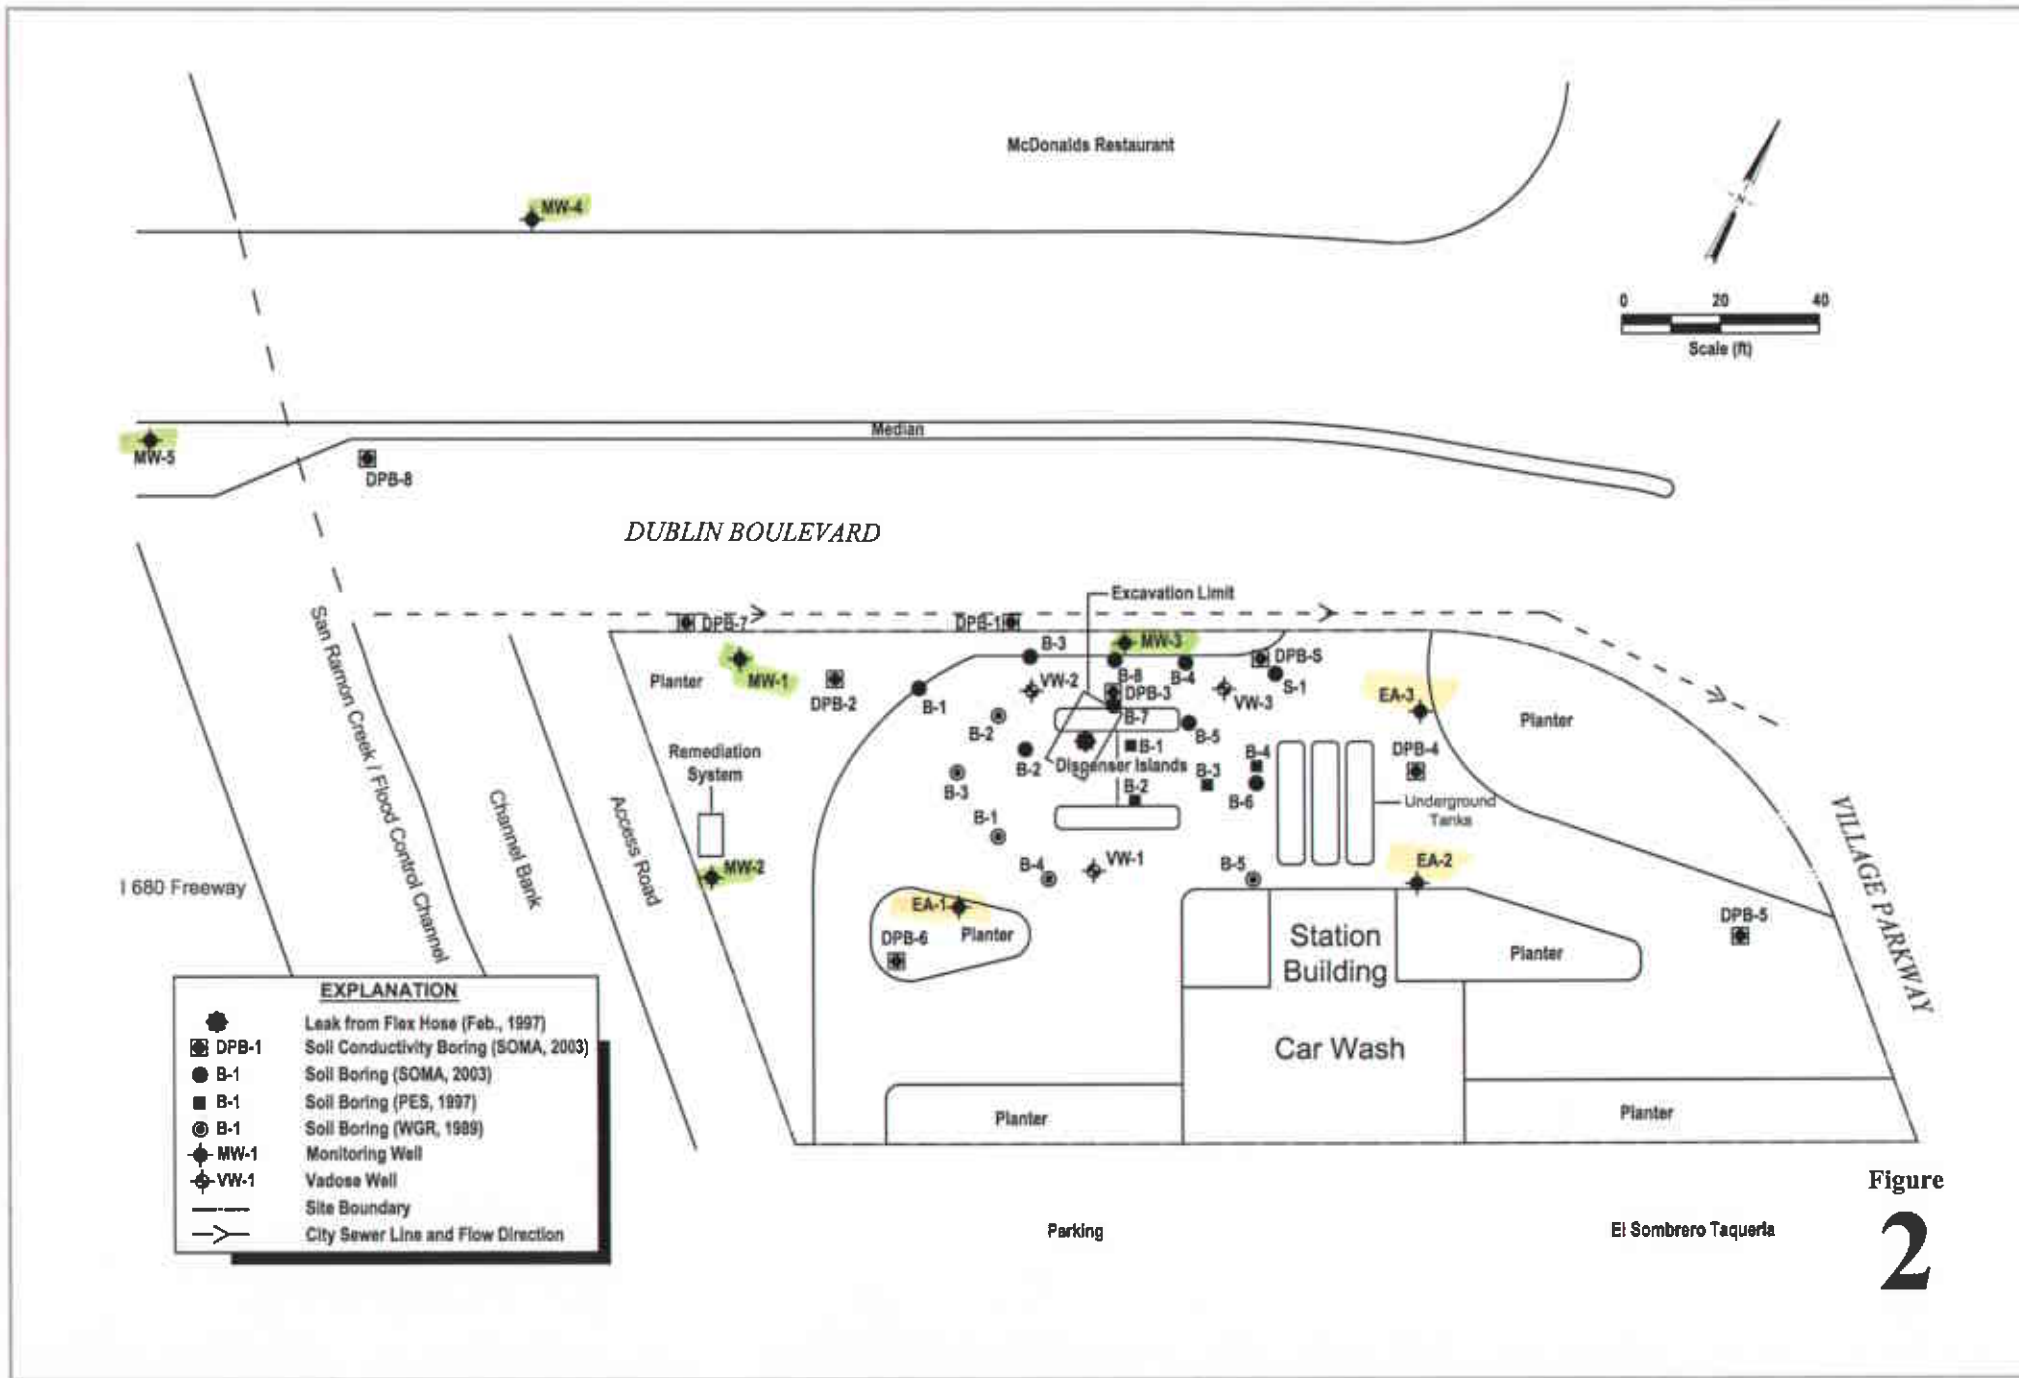 McDonalds Restaurant
MW-4
N
0 20 40
Scale (ft)
Median
MW-5
DPB-8
DUBLIN BOULEVARD
Excavation Limit
DPB-7
DPB-1
MW-3
B-3
MW-1
Planter
DPB-2
B-1
VW-2
B-8
B-4
DPB-S
S-1
DPB-3
VW-3
EA-3
Planter
B-7
B-2
B-5
DPB-4
B-2
B-1
B-4
Remediation
System
Dispenser Islands
B-3
B-3
B-2
B-6
Underground
Tanks
B-1
San Ramon Creek / Flood Control Channel
Channel Bank
Access Road
VILLAGE PARKWAY
MW-2
B-4
VW-1
B-5
EA-2
I 680 Freeway
EA-1
Planter
DPB-6
Station
Building
Planter
DPB-5
Car Wash
Planter
Planter
EXPLANATION
Leak from Flex Hose (Feb., 1997)
DPB-1 Soil Conductivity Boring (SOMA, 2003)
B-1 Soil Boring (SOMA, 2003)
B-1 Soil Boring (PES, 1997)
B-1 Soil Boring (WGR, 1989)
MW-1 Monitoring Well
VW-1 Vadose Well
Site Boundary
City Sewer Line and Flow Direction
Parking
El Sombrero Taqueria
Figure
2